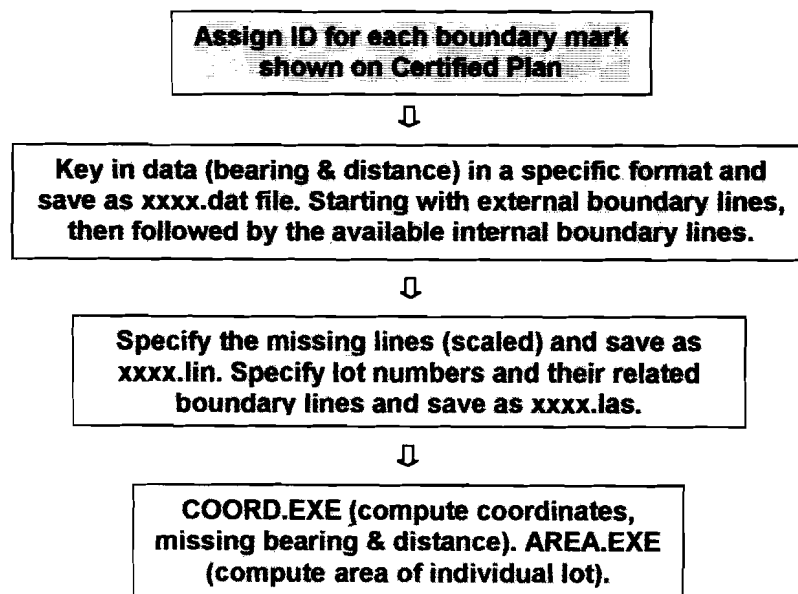 Assign ID for each boundary mark
shown on Certified Plan
Key in data (bearing & distance) in a specific format and
save as xxxx.dat file. Starting with external boundary lines,
then followed by the available internal boundary lines.
Specify the missing lines (scaled) and save as
xxxx.lin. Specify lot numbers and their related
boundary lines and save as xxxx.las.
COORD.EXE (compute coordinates,
missing bearing & distance). AREA.EXE
(compute area of individual lot).